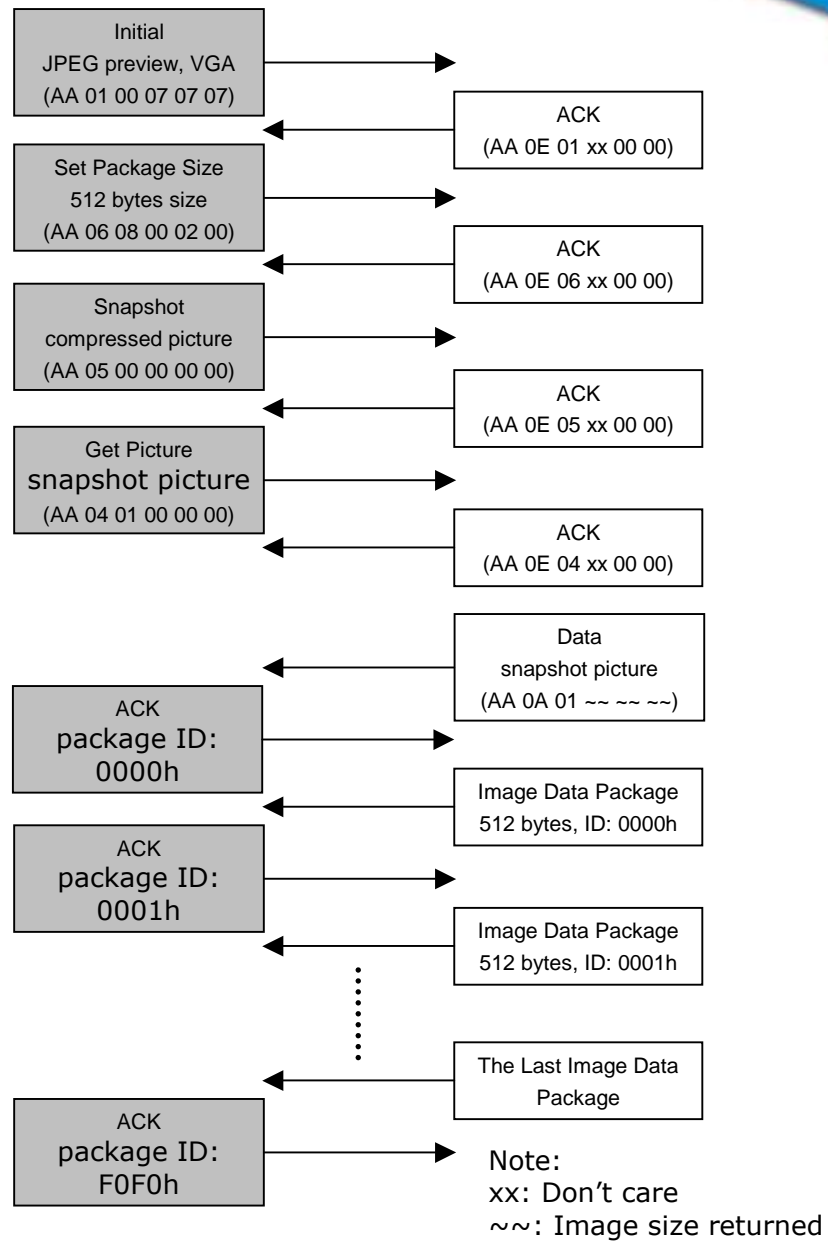 Initial
JPEG preview, VGA
(AA 01 00 07 07 07)
ACK
(AA 0E 01 xx 00 00)
Set Package Size
512 bytes size
(AA 06 08 00 02 00)
ACK
(AA 0E 06 xx 00 00)
Snapshot
compressed picture
(AA 05 00 00 00 00)
ACK
(AA 0E 05 xx 00 00)
Get Picture
snapshot picture
(AA 04 01 00 00 00)
ACK
(AA 0E 04 xx 00 00)
Data
snapshot picture
(AA 0A 01 ~~ ~~ ~~)
ACK
package ID:
0000h
Image Data Package
512 bytes, ID: 0000h
ACK
package ID:
0001h
Image Data Package
512 bytes, ID: 0001h
The Last Image Data
Package
ACK
package ID:
F0F0h
Note:
xx: Don’t care
~~: Image size returned